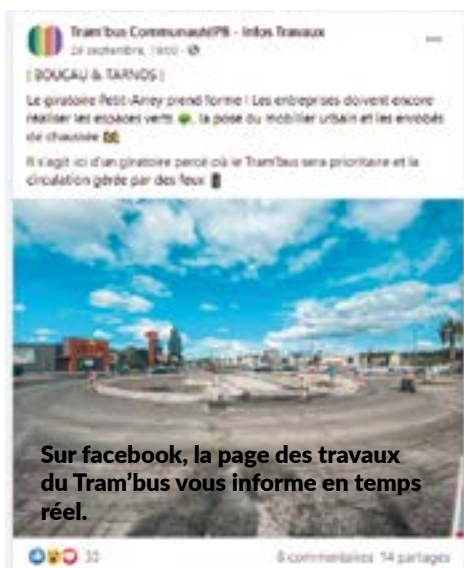 Tram'bus CommunautéPB - Infos Travaux
septembre,
| BOUCAU & TARNOS |
Le giratoire Petit-Amey prend forme ! Les entreprises doivent encore
réaliser les espaces verts 🌳, la pose du mobilier urbain et les enrobés
de chaussée
Il s'agit ici d'un giratoire percé où le Tram'bus sera prioritaire et la
circulation gérée par des feux 🚦
Sur facebook, la page des travaux
du Tram'bus vous informe en temps
réel.
30
8 commentaires 14 partages